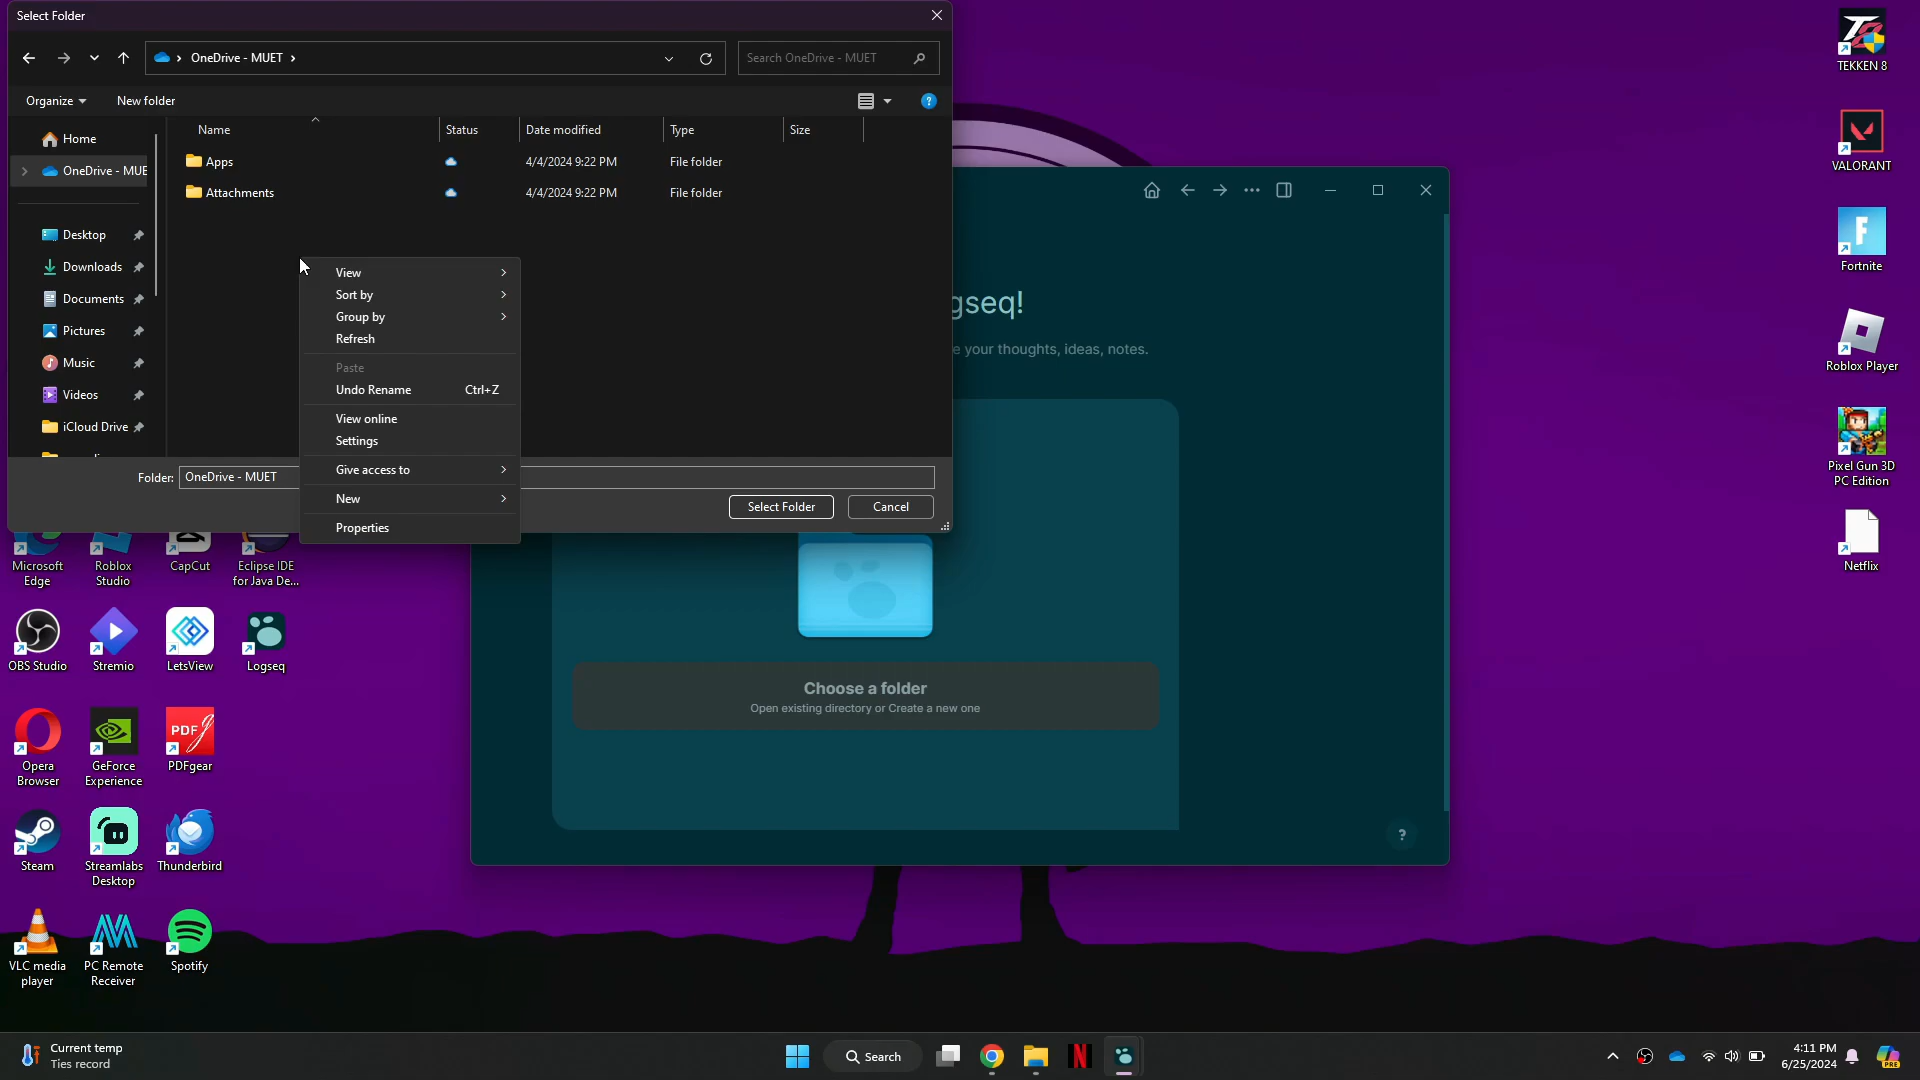 Select Folder
OneDrive - MUET
Search OneDrive - MUET
Organize
New folder
Name
Status
Date modified
Type
Size
Home
OneDrive - MUE
Apps
4/4/2024 9:22 PM
File folder
Attachments
4/4/2024 9:22 PM
File folder
Desktop
Downloads
Documents
Pictures
Music
Videos
iCloud Drive
View
Sort by
Group by
Refresh
Paste
Undo Rename Ctrl+Z
View online
Settings
Give access to
New
Properties
Folder: OneDrive - MUET
Select Folder
Cancel
gseq!
e your thoughts, ideas, notes.
Choose a folder
Open existing directory or Create a new one
?
TEKKEN 8
VALORANT
Fortnite
Roblox Player
Pixel Gun 3D
PC Edition
Netflix
Microsoft
Edge
Roblox
Studio
CapCut
Eclipse IDE
for Java De...
OBS Studio
Stremio
LetsView
Logseq
Opera
Browser
GeForce
Experience
PDF
PDFgear
Steam
Streamlabs
Desktop
Thunderbird
VLC media
player
PC Remote
Receiver
Spotify
Current temp
Ties record
Search
4:11 PM
6/25/2024
PRE